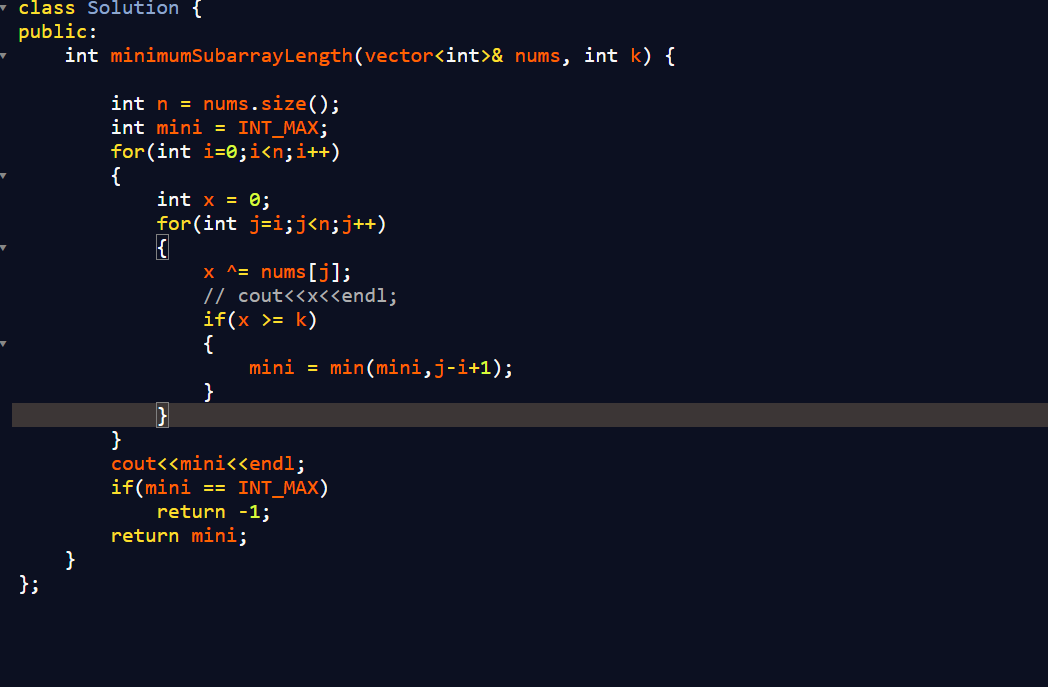 class Solution {
public:
    int minimumSubarrayLength(vector<int>& nums, int k) {
        int n = nums.size();
        int mini = INT_MAX;
        for(int i=0;i<n;i++)
        {
            int x = 0;
            for(int j=i;j<n;j++)
            {
                x ^= nums[j];
                // cout<<x<<endl;
                if(x >= k)
                {
                    mini = min(mini,j-i+1);
                }
            }
        }
        cout<<mini<<endl;
        if(mini == INT_MAX)
            return -1;
        return mini;
    }
};